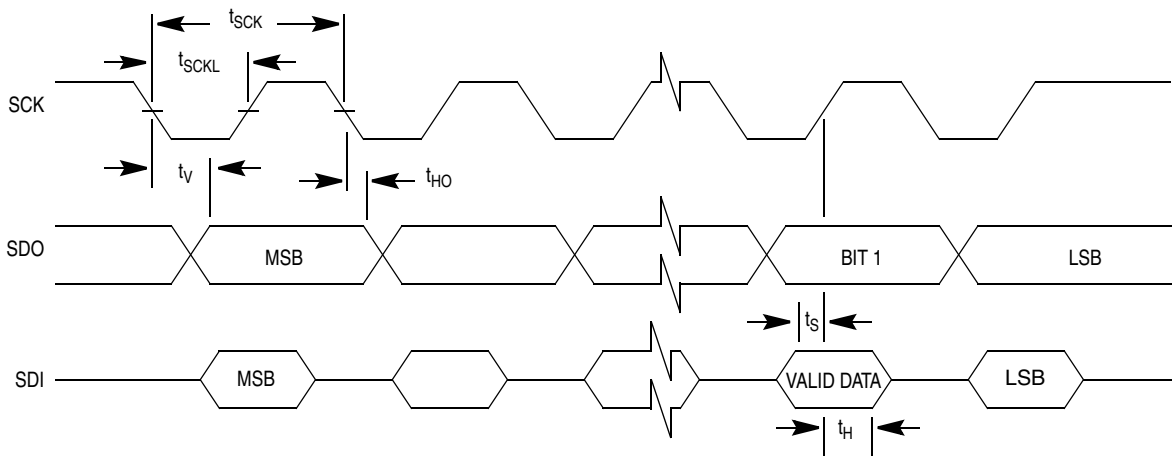 tSCK
tSCKL
SCK
tV
tHO
SDO
MSB
BIT 1
LSB
tS
SDI
MSB
VALID DATA
LSB
tH